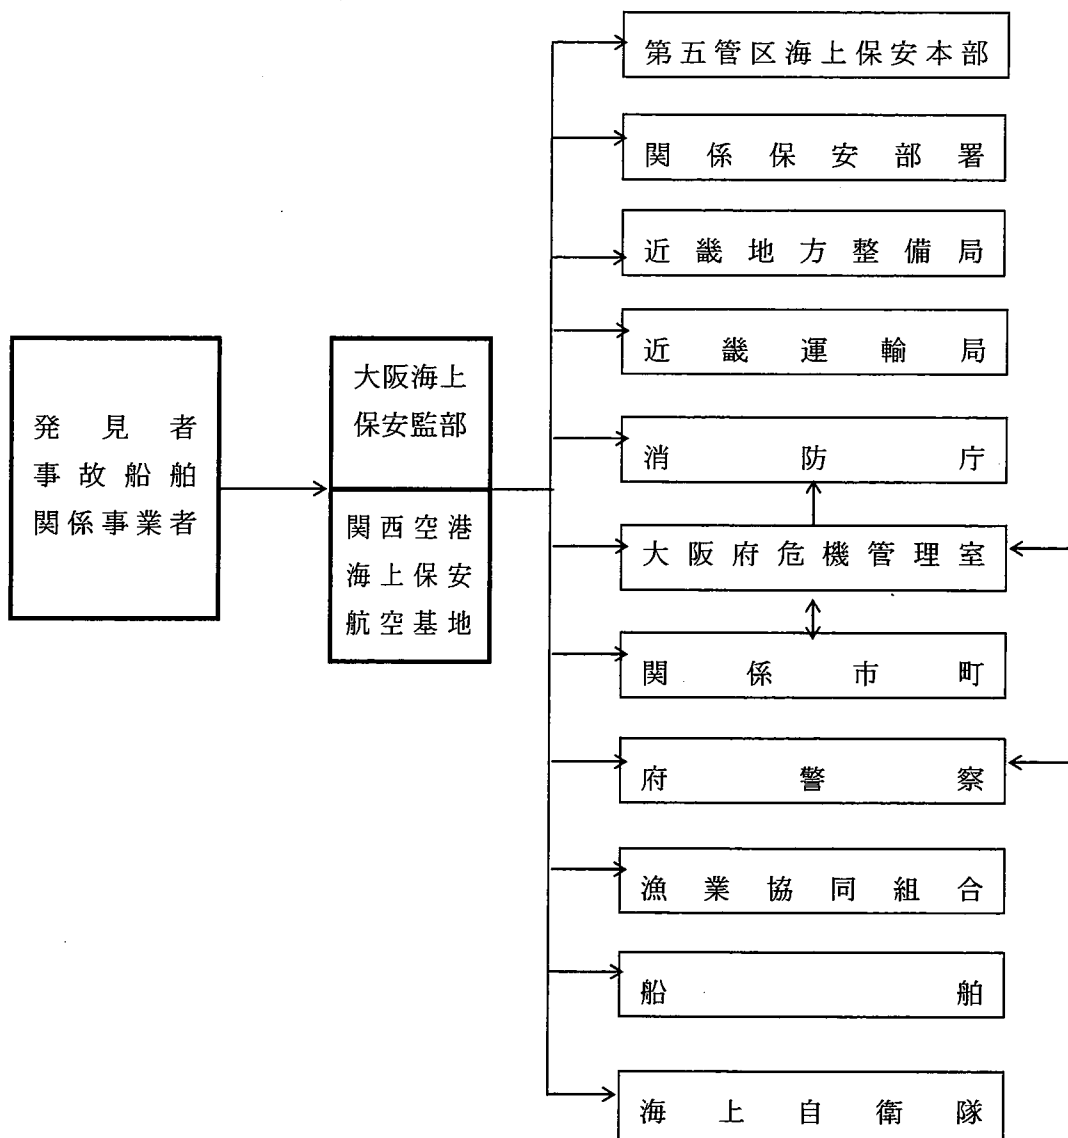 発見者
事故船舶
関係事業者
大阪海上
保安監部
関西空港
海上保安
航空基地
第五管区海上保安本部
関係保安部署
近畿地方整備局
近畿運輸局
消防庁
大阪府危機管理室
関係市町
府警察
漁業協同組合
船舶
海上自衛隊